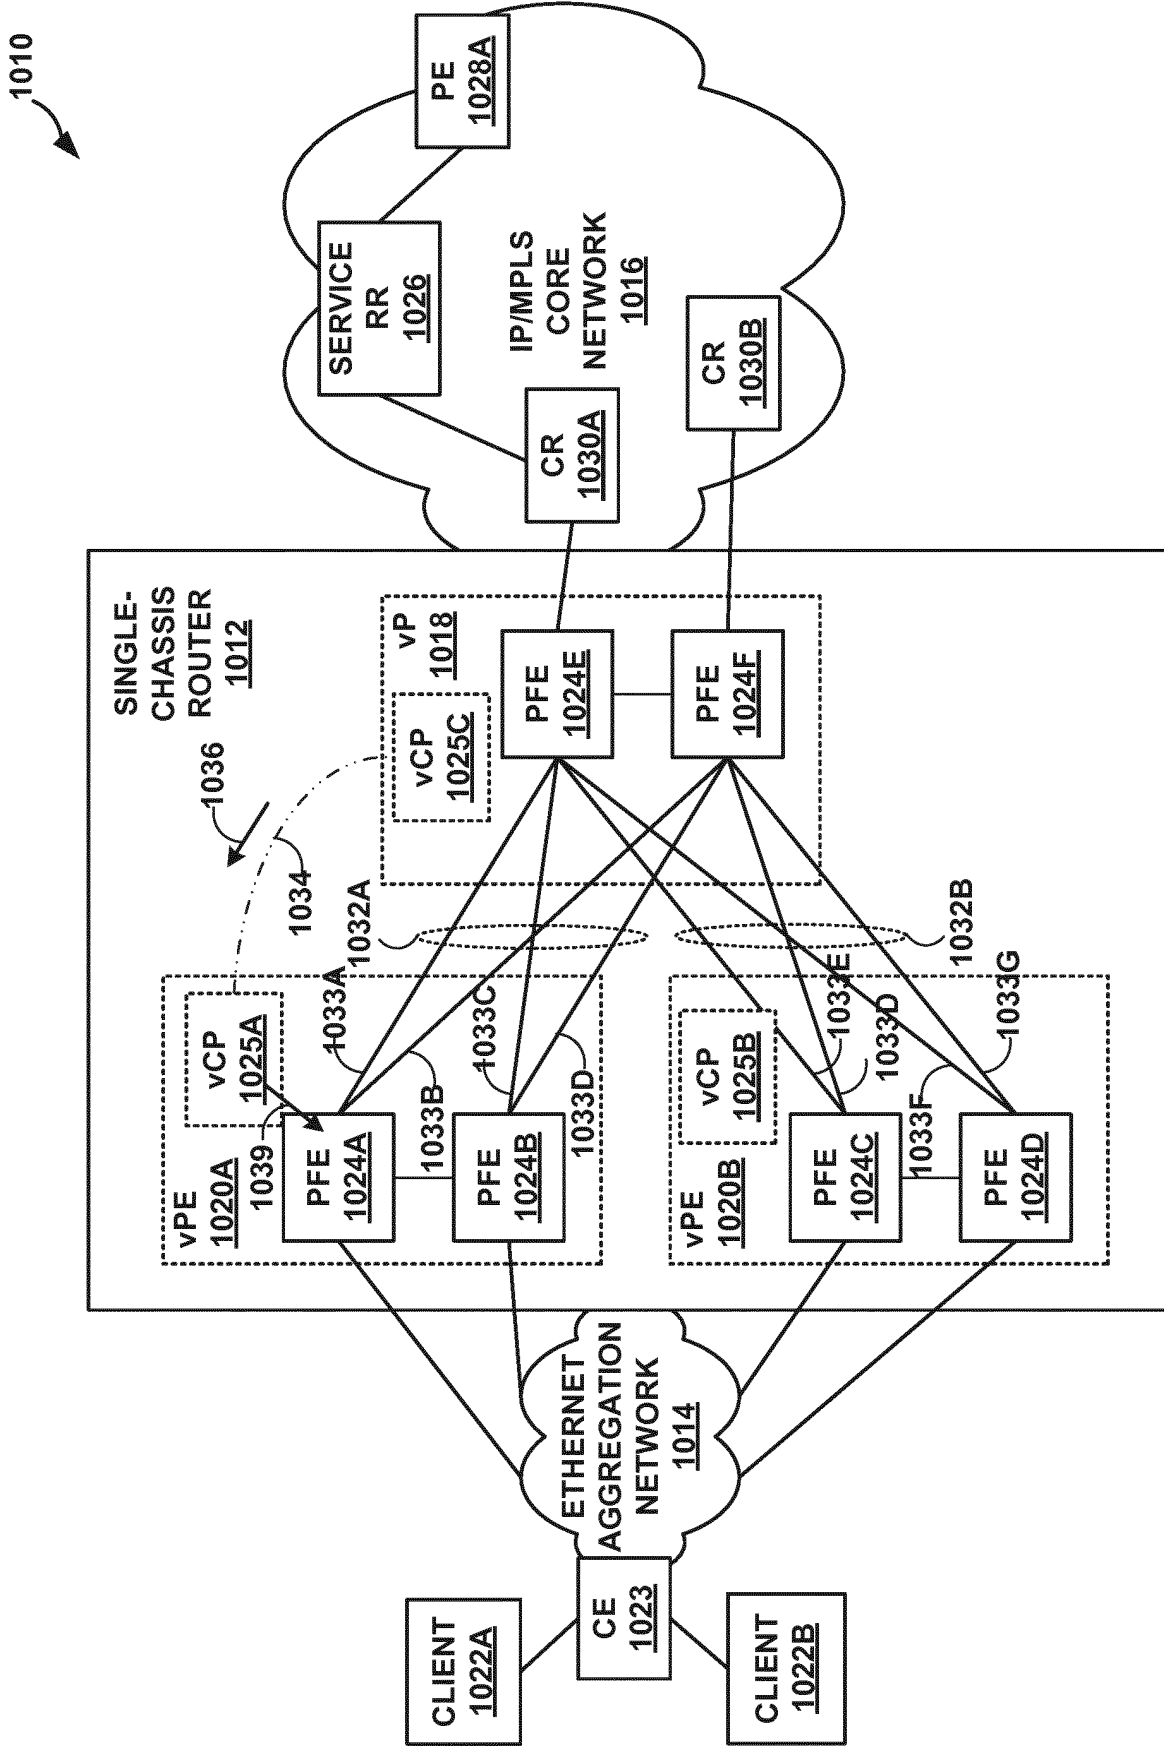 1010
SINGLE-
CHASSIS
ROUTER
1012
1036
1034
vPE
1020A
vCP
1025A
1039
PFE
1024A
PFE
1024B
1033A
1033B
1033C
1033D
1032A
vP
1018
vCP
1025C
PFE
1024E
PFE
1024F
vPE
1020B
vCP
1025B
PFE
1024C
PFE
1024D
1033E
1033D
1033F
1033G
1032B
CLIENT
1022A
CLIENT
1022B
CE
1023
ETHERNET
AGGREGATION
NETWORK
1014
SERVICE
RR
1026
PE
1028A
IP/MPLS
CORE
NETWORK
1016
CR
1030A
CR
1030B